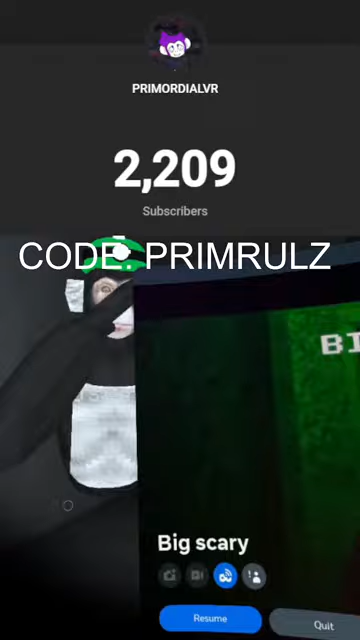 PRIMORDIALVR
2,209
Subscribers
CODE: PRIMRULZ
BI
Big scary
Resume
Quit